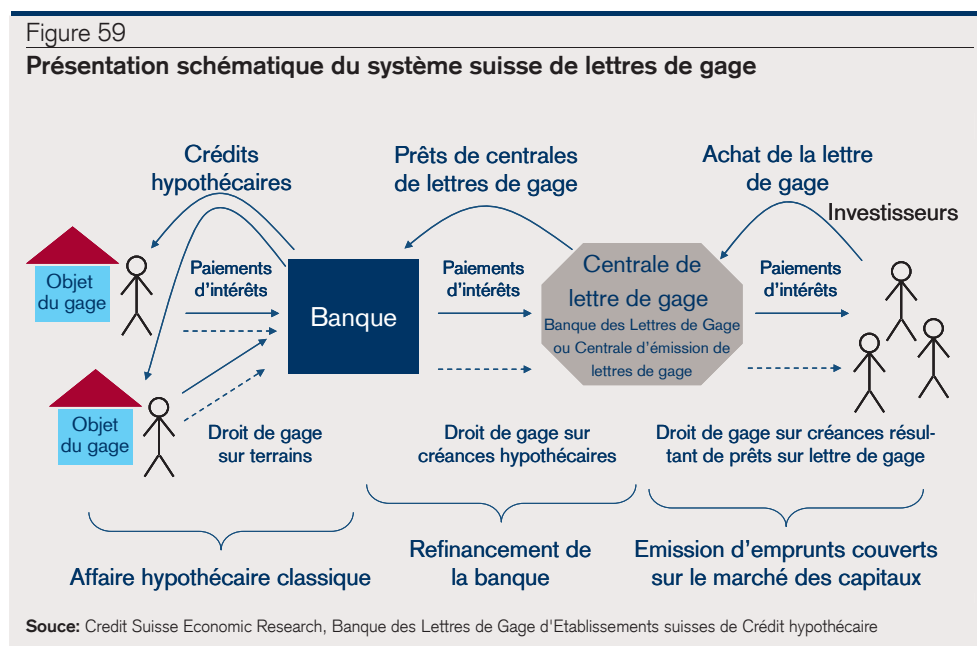 Figure 59
Présentation schématique du système suisse de lettres de gage
Crédits
hypothécaires
Prêts de centrales
de lettres de gage
Achat de la lettre
de gage
Investisseurs
Objet
du gage
Paiements
d'intérêts
Banque
Paiements
d'intérêts
Centrale de
lettre de gage
Banque des Lettres de Gage
ou Centrale d'émission de
lettres de gage
Paiements
d'intérêts
Objet
du gage
Droit de gage
sur terrains
Droit de gage sur
créances hypothécaires
Droit de gage sur créances résul-
tant de prêts sur lettre de gage
Affaire hypothécaire classique
Refinancement de
la banque
Emission d'emprunts couverts
sur le marché des capitaux
Souce: Credit Suisse Economic Research, Banque des Lettres de Gage d'Etablissements suisses de Crédit hypothécaire